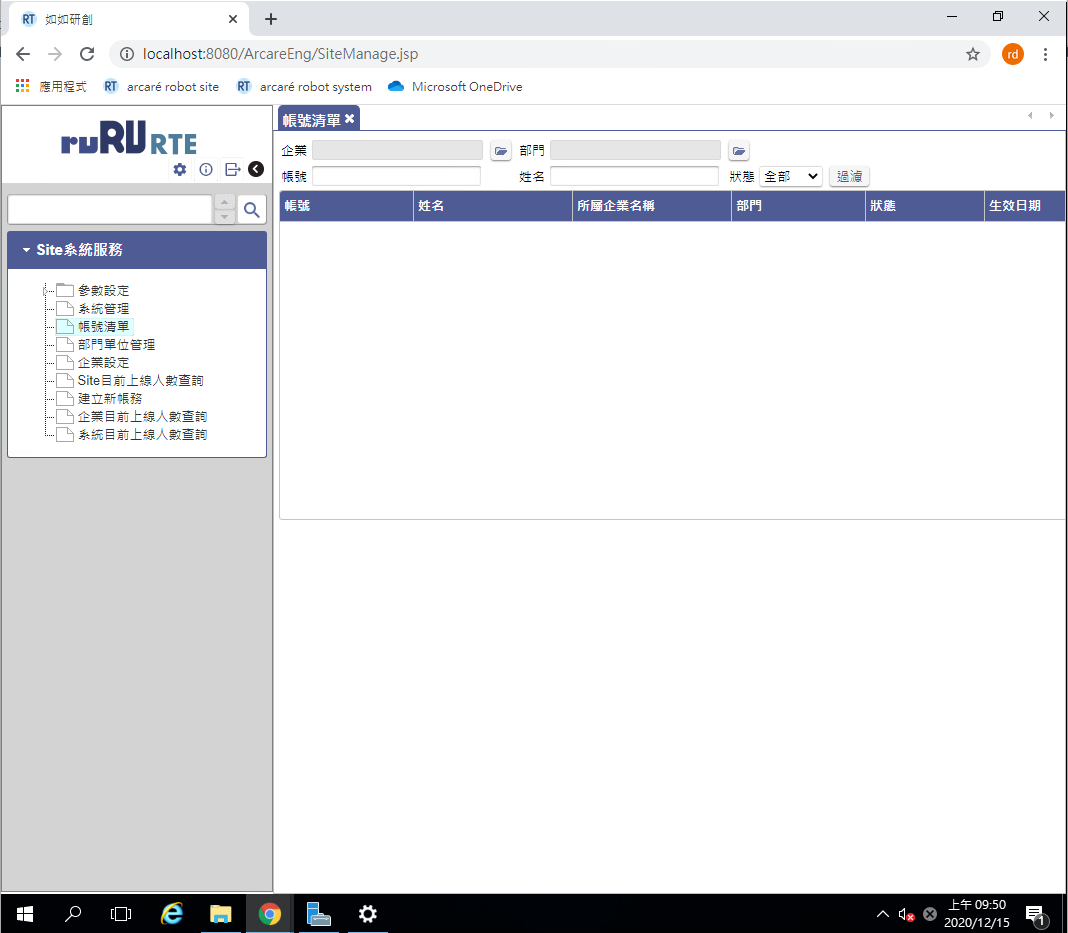 如如研創
localhost:8080/ArcareEng/SiteManage.jsp
rd
應用程式
RT arcaré robot site
RT arcaré robot system
Microsoft OneDrive
ruRU RTE
帳號清單
企業
部門
帳號
姓名
狀態 全部 過濾
帳號 姓名 所屬企業名稱 部門 狀態 生效日期
Site系統服務
參數設定
系統管理
帳號清單
部門單位管理
企業設定
Site目前上線人數查詢
建立新帳務
企業目前上線人數查詢
系統目前上線人數查詢
上午 09:50
2020/12/15
1